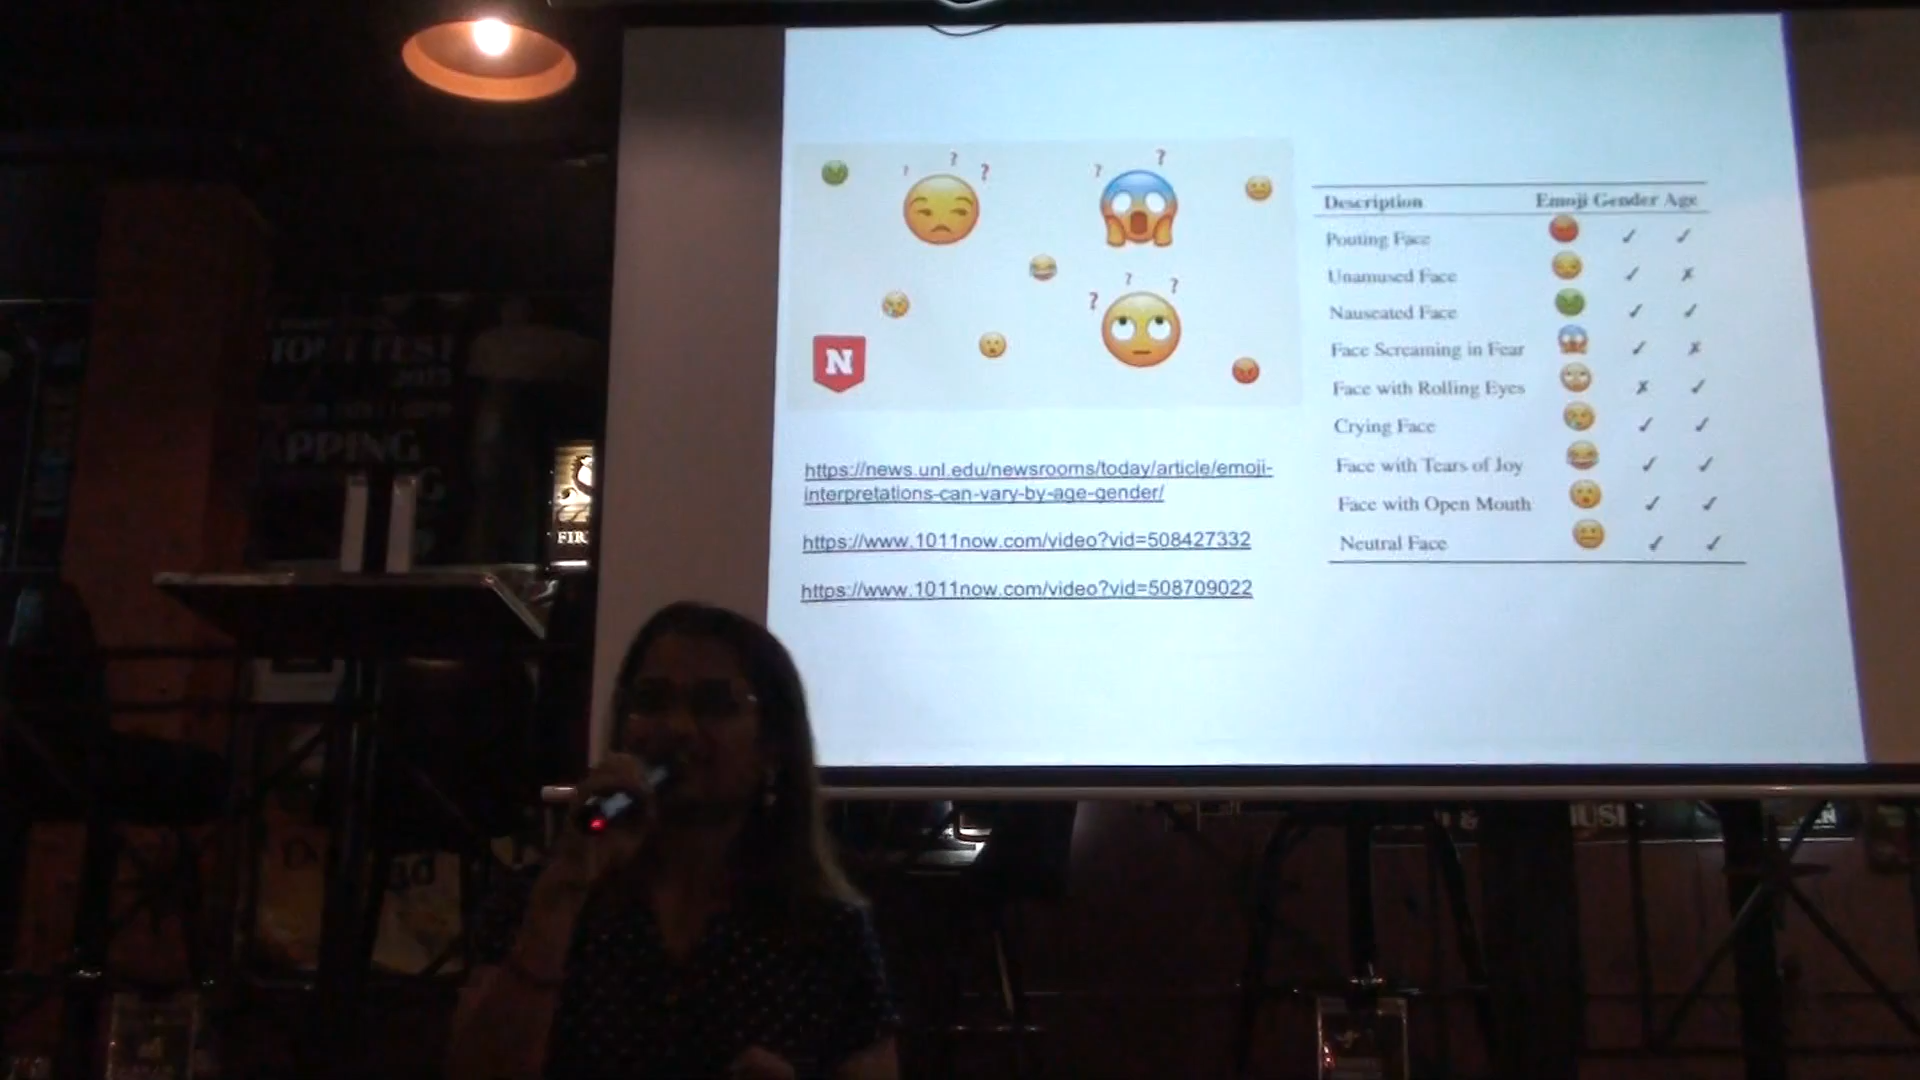 N
https://news.unl.edu/newsrooms/today/article/emoji-
interpretations-can-vary-by-age-gender/
https://www.1011now.com/video?vid=508427332
https://www.1011now.com/video?vid=508709022
Description Emoji Gender Age
Pouting Face ✓ ✓
Unamused Face ✓ ✗
Nauseated Face ✓ ✓
Face Screaming in Fear ✓ ✗
Face with Rolling Eyes ✗ ✓
Crying Face ✓ ✓
Face with Tears of Joy ✓ ✓
Face with Open Mouth ✓ ✓
Neutral Face ✓ ✓